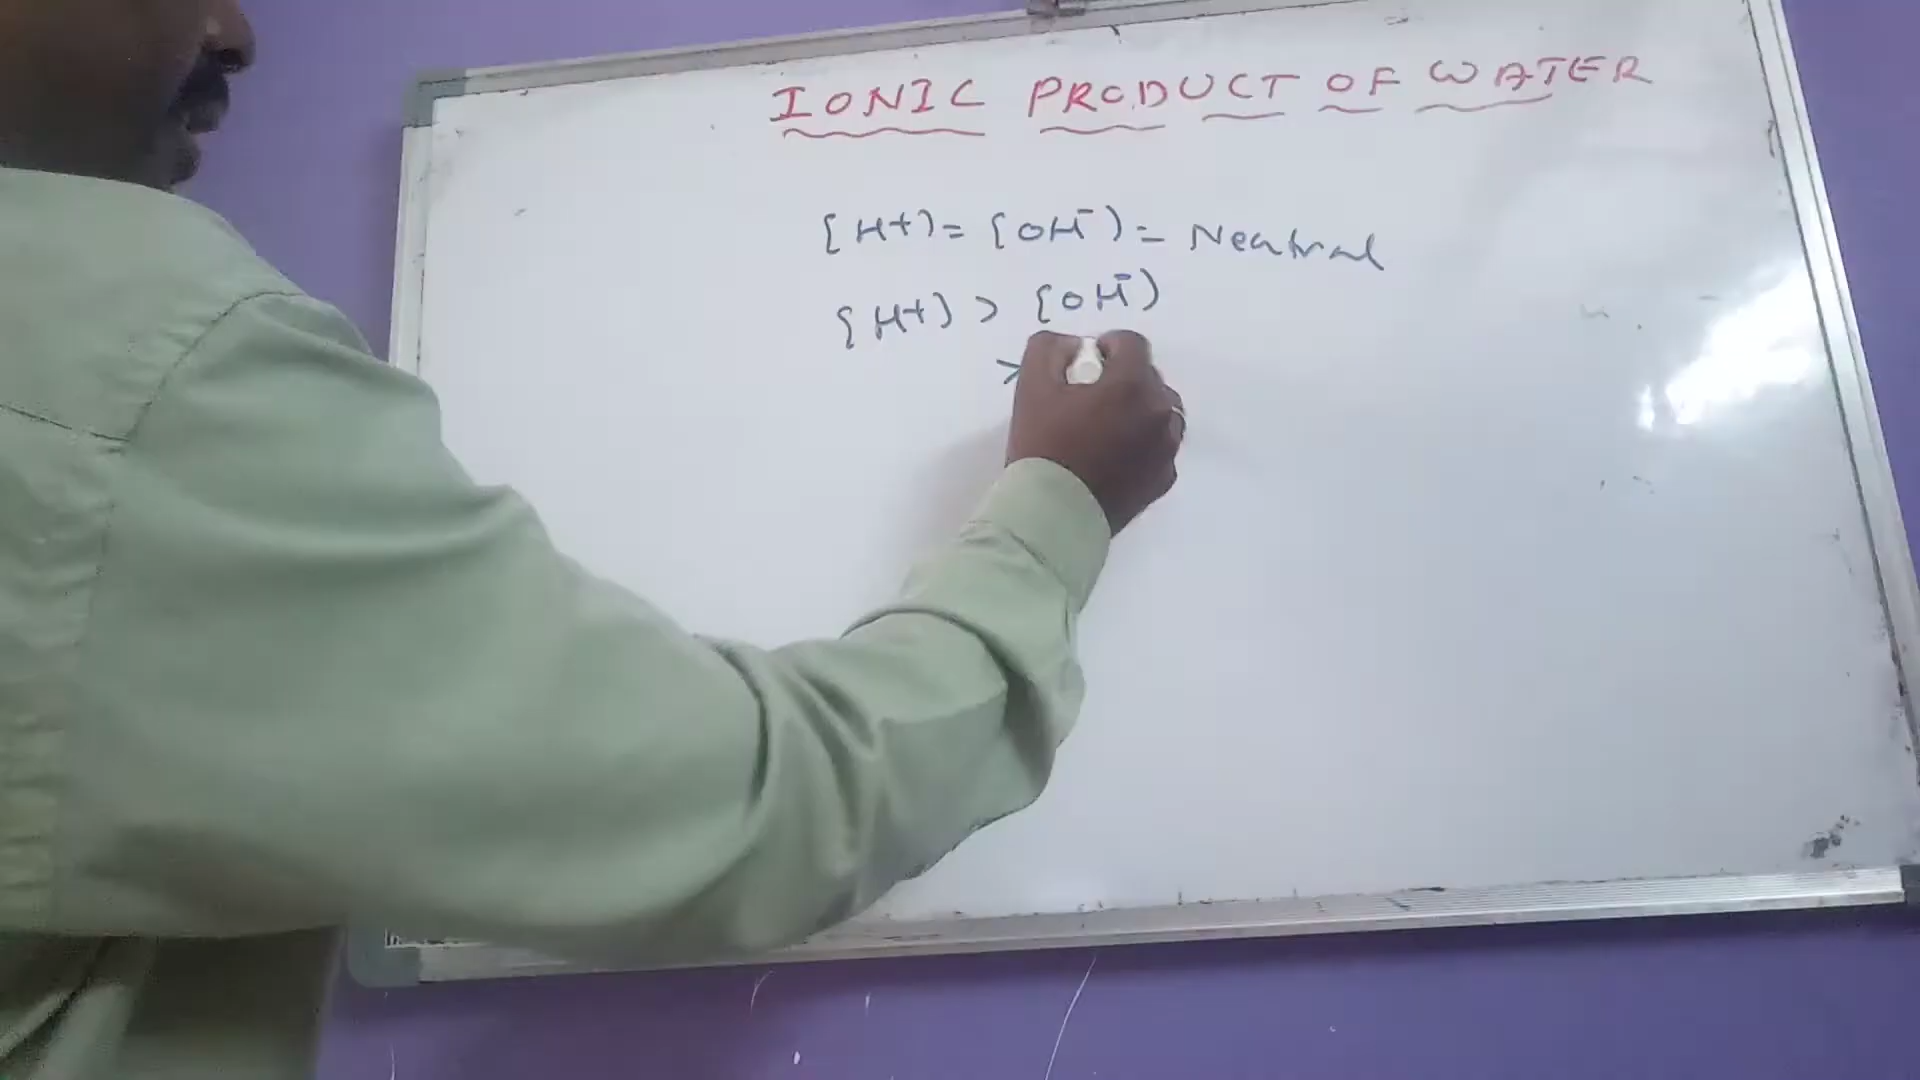 IONIC PRODUCT OF WATER
[H+) = [OH-) = Neutral
[H+) > [OH-)
>